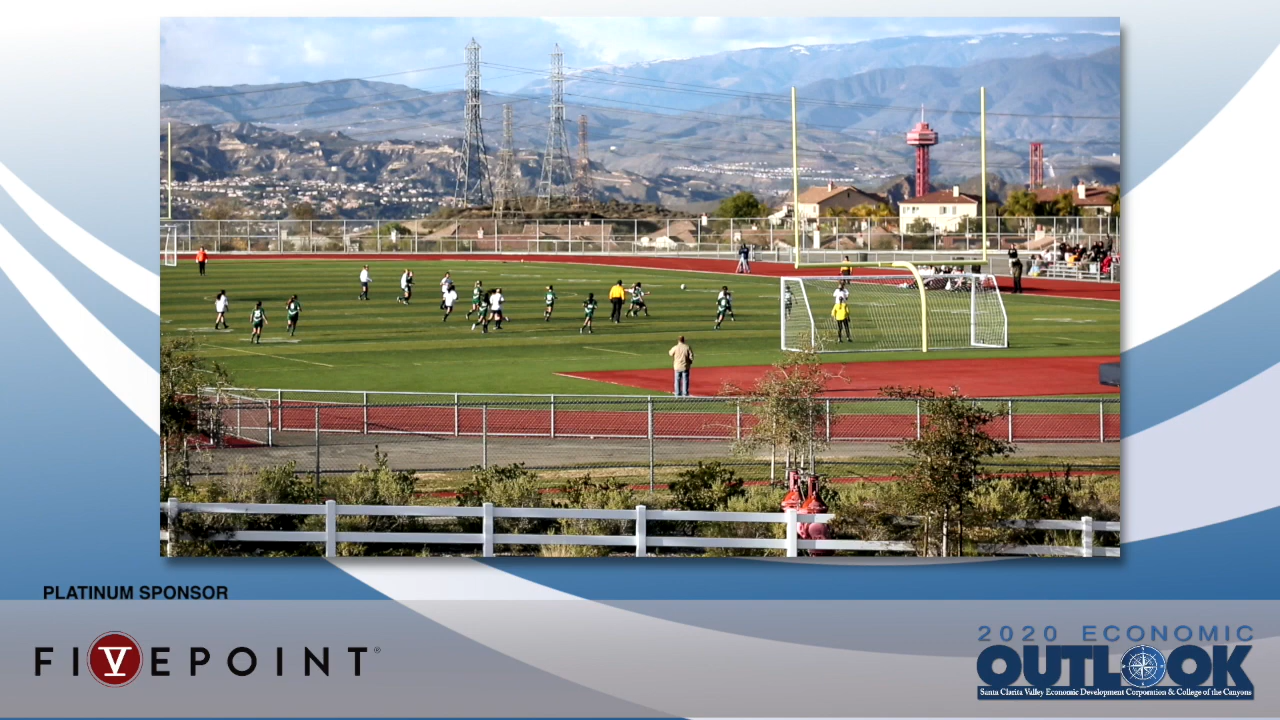 PLATINUM SPONSOR
FIVEPOINT®
2020 ECONOMIC
OUTLOOK
Santa Clarita Valley Economic Development Corporation & College of the Canyons